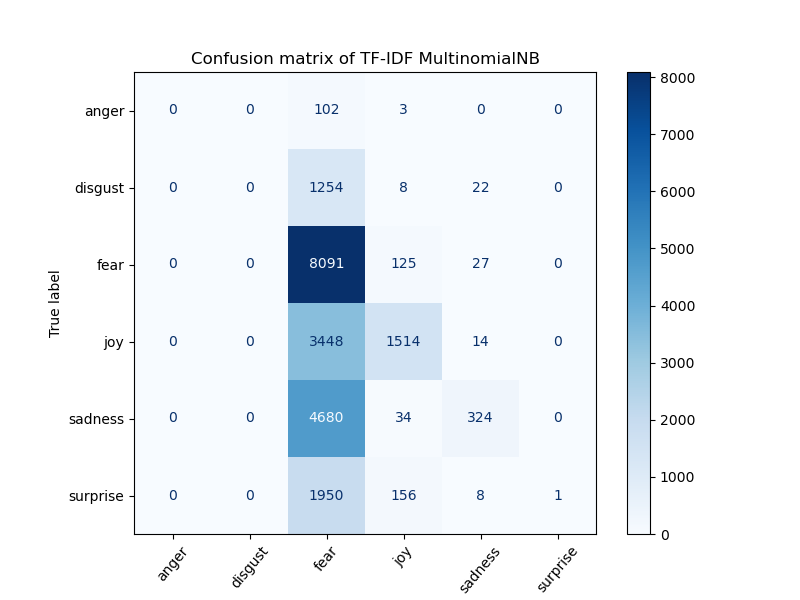 Confusion matrix of TF-IDF MultinomialNB
True label
anger 0 0 102 3 0 0
disgust 0 0 1254 8 22 0
fear 0 0 8091 125 27 0
joy 0 0 3448 1514 14 0
sadness 0 0 4680 34 324 0
surprise 0 0 1950 156 8 1
anger disgust fear joy sadness surprise
8000
7000
6000
5000
4000
3000
2000
1000
0